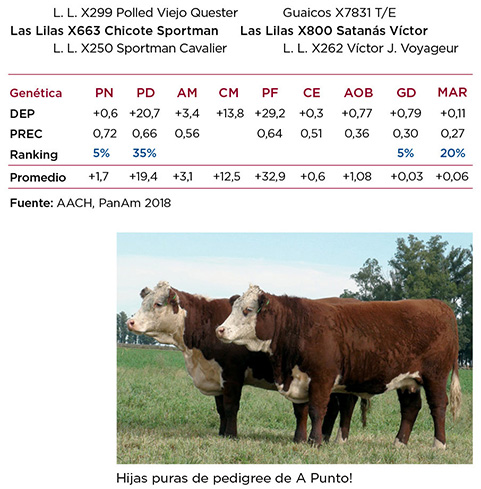 L. L. X299 Polled Viejo Quester Guaicos X7831 T/E
Las Lilas X663 Chicote Sportman Las Lilas X800 Satanás Víctor
L. L. X250 Sportman Cavalier L. L. X262 Víctor J. Voyageur
Genética PN PD AM CM PF CE AOB GD MAR
DEP +0,6 +20,7 +3,4 +13,8 +29,2 +0,3 +0,77 +0,79 +0,11
PREC 0,72 0,66 0,56 0,64 0,51 0,36 0,30 0,27
Ranking 5% 35% 5% 20%
Promedio +1,7 +19,4 +3,1 +12,5 +32,9 +0,6 +1,08 +0,03 +0,06
Fuente: AACH, PanAm 2018
Hijas puras de pedigree de A Punto!